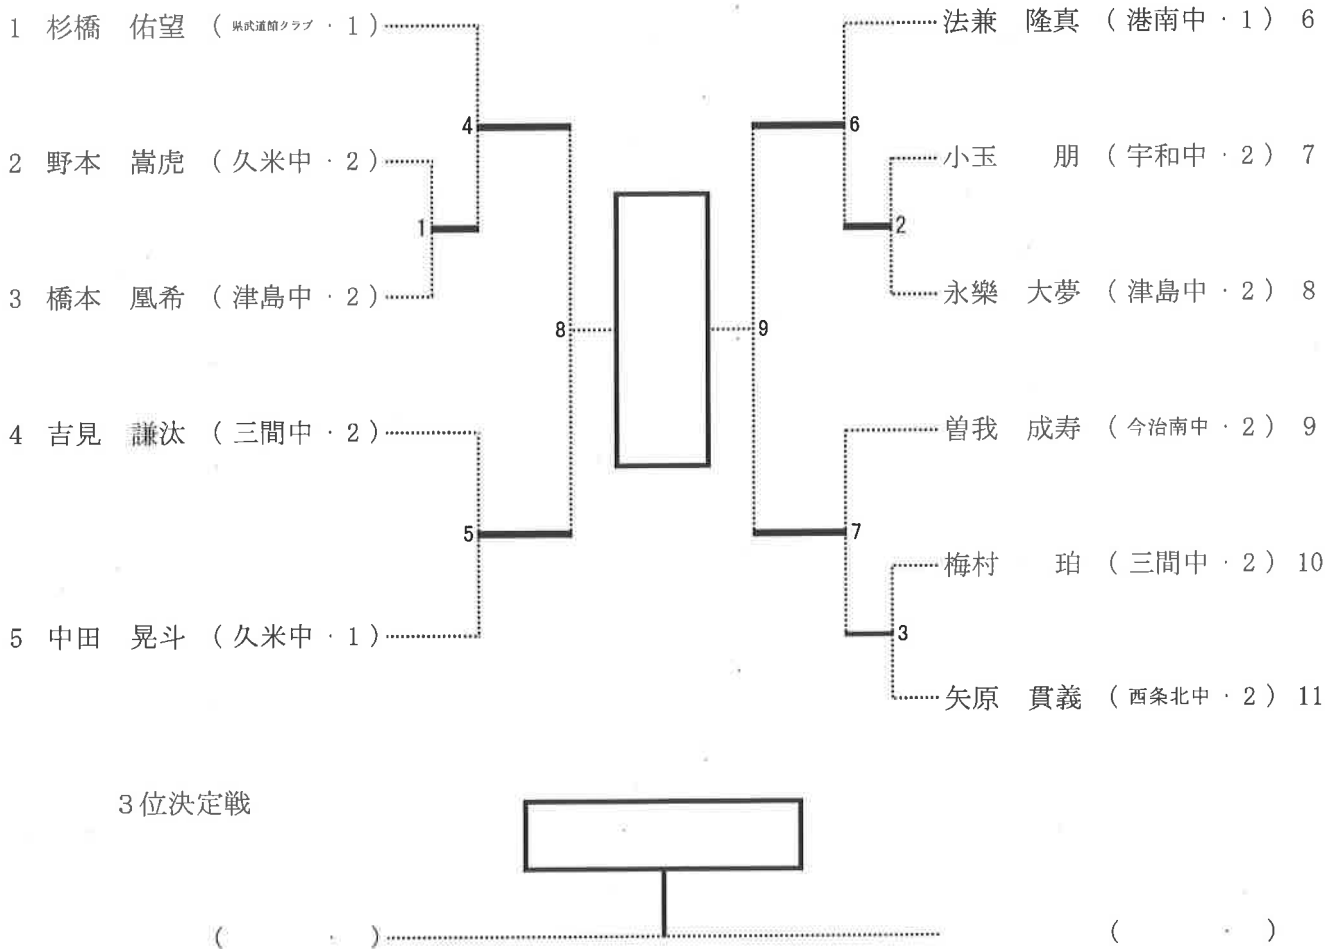 1 杉橋 佑望 ( 県武道館クラブ ・ 1 )
2 野本 嵩虎 ( 久米中 ・ 2 )
3 橋本 凰希 ( 津島中 ・ 2 )
4 吉見 謙汰 ( 三間中 ・ 2 )
5 中田 晃斗 ( 久米中 ・ 1 )
4
1
8
5
6
2
9
7
3
法兼 隆真 ( 港南中 ・ 1 ) 6
小玉 朋 ( 宇和中 ・ 2 ) 7
永樂 大夢 ( 津島中 ・ 2 ) 8
曽我 成寿 ( 今治南中 ・ 2 ) 9
梅村 珀 ( 三間中 ・ 2 ) 10
矢原 貫義 ( 西条北中 ・ 2 ) 11
3位決定戦
( ・ )
( ・ )